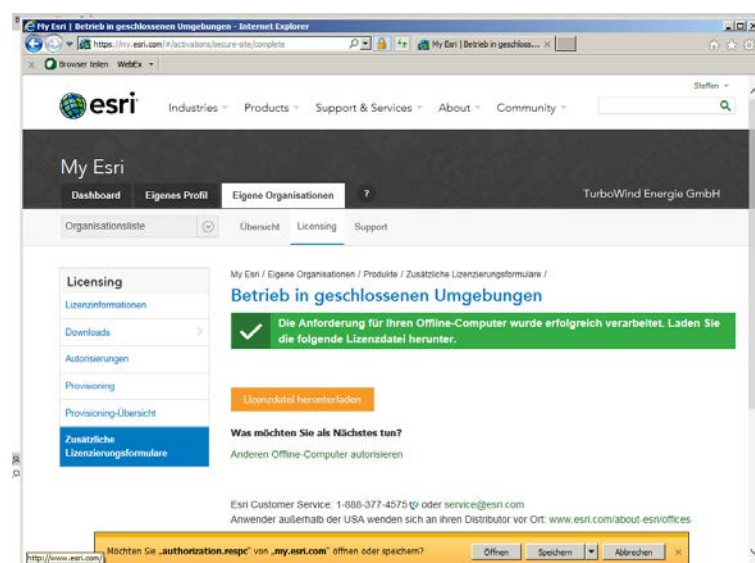 My Esri | Betrieb in geschlossenen Umgebungen - Internet Explorer
https://my.esri.com/#/activations/secure-site/complete
My Esri | Betrieb in geschloss...
Browser teilen WebEx
Steffen
esri
Industries Products Support & Services About Community
My Esri
Dashboard Eigenes Profil Eigene Organisationen ? TurboWind Energie GmbH
Organisationsliste Übersicht Licensing Support
Licensing
Lizenzinformationen
Downloads
Autorisierungen
Provisioning
Provisioning-Übersicht
Zusätzliche
Lizenzierungsformulare
My Esri / Eigene Organisationen / Produkte / Zusätzliche Lizenzierungsformulare /
Betrieb in geschlossenen Umgebungen
Die Anforderung für Ihren Offline-Computer wurde erfolgreich verarbeitet. Laden Sie
die folgende Lizenzdatei herunter.
Lizenzdatei herunterladen
Was möchten Sie als Nächstes tun?
Anderen Offline-Computer autorisieren
Esri Customer Service: 1-888-377-4575 oder service@esri.com
Anwender außerhalb der USA wenden sich an ihren Distributor vor Ort: www.esri.com/about-esri/offices
Möchten Sie „authorization.respc" von „my.esri.com" öffnen oder speichern? Öffnen Speichern Abbrechen
http://www.esri.com/